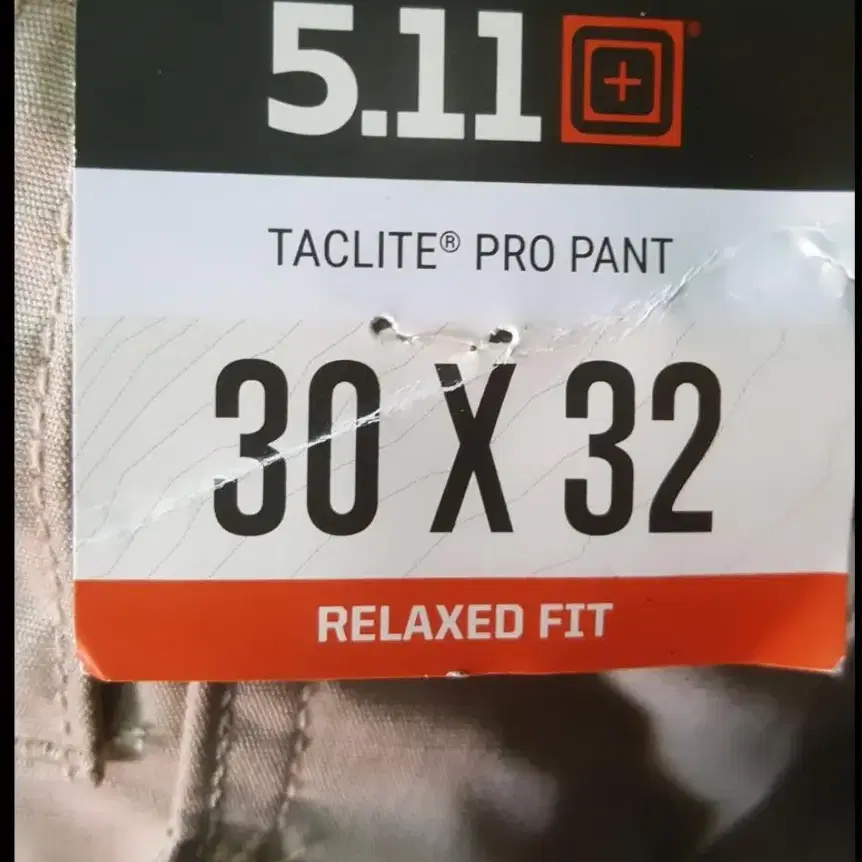 5.11
TACLITE® PRO PANT
30 X 32
RELAXED FIT